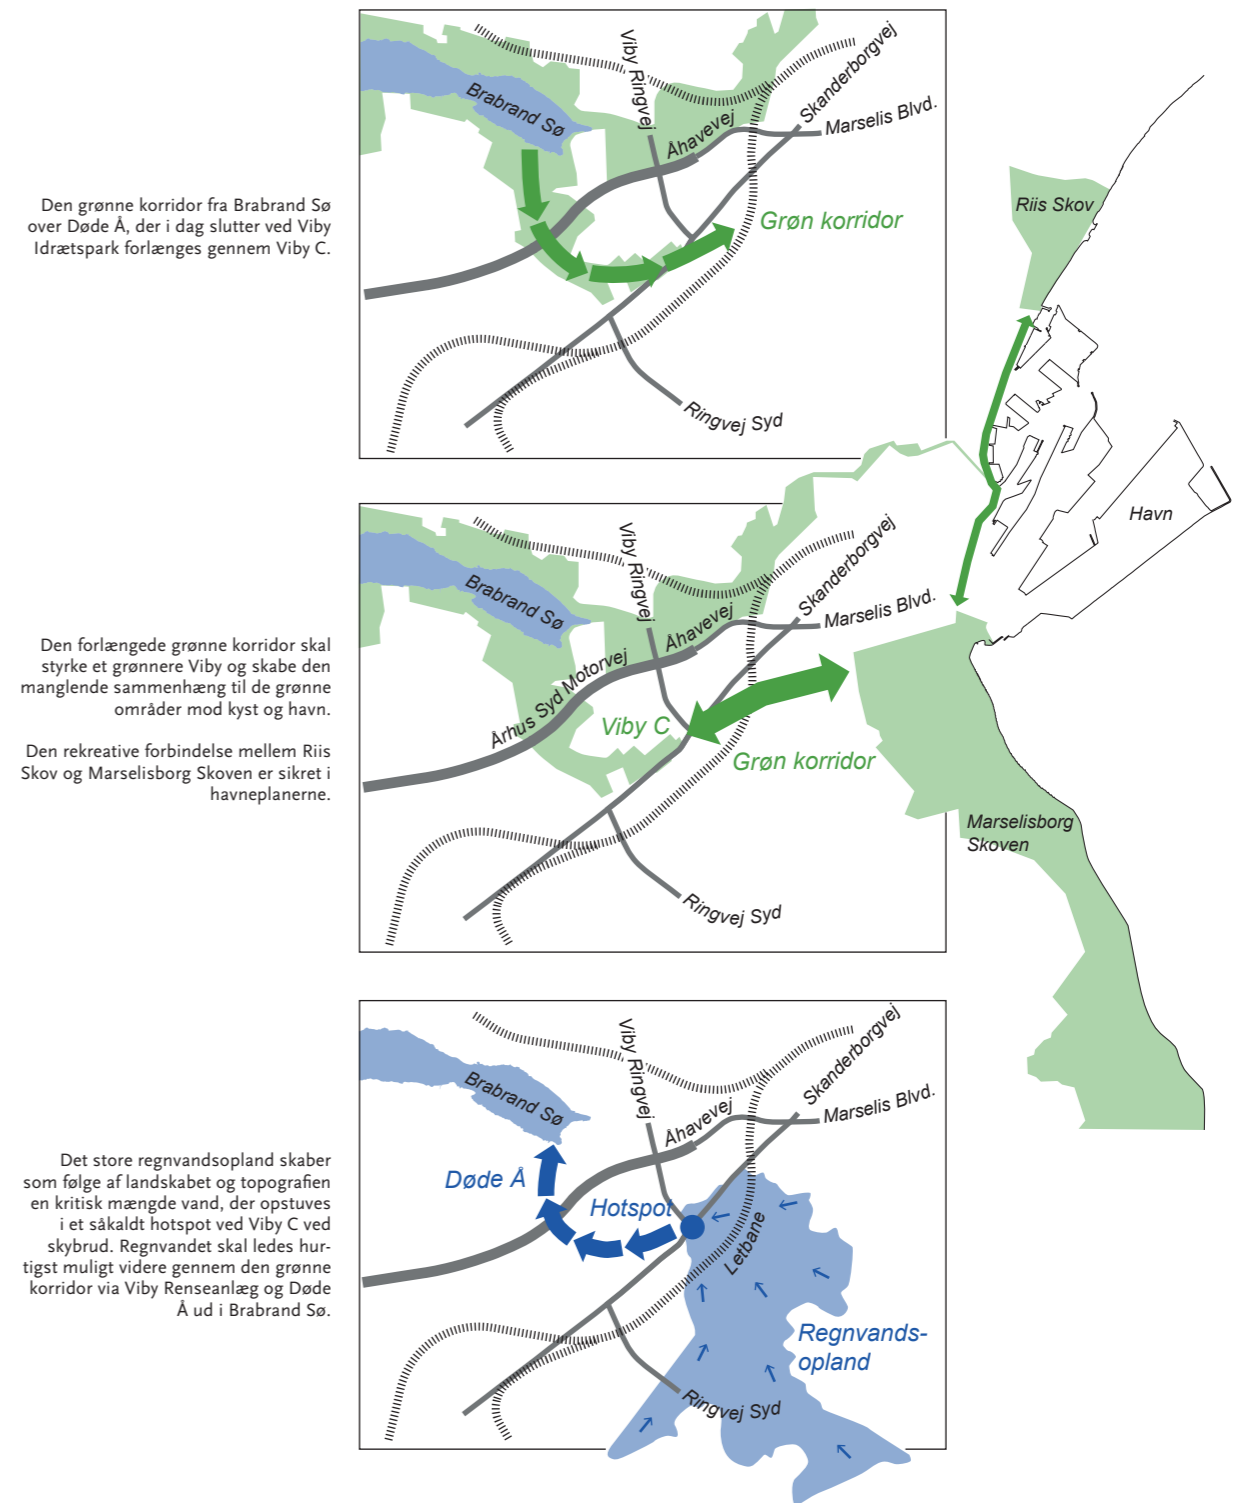 Den grønne korridor fra Brabrand Sø
over Døde Å, der i dag slutter ved Viby
Idrætspark forlænges gennem Viby C.
Brabrand Sø
Viby Ringvej
Åhavevej
Skanderborgvej
Marselis Blvd.
Grøn korridor
Ringvej Syd
Riis Skov
Havn
Den forlængede grønne korridor skal
styrke et grønnere Viby og skabe den
manglende sammenhæng til de grønne
områder mod kyst og havn.
Den rekreative forbindelse mellem Riis
Skov og Marselisborg Skoven er sikret i
havneplanerne.
Brabrand Sø
Viby Ringvej
Åhavevej
Skanderborgvej
Marselis Blvd.
Århus Syd Motorvej
Viby C
Grøn korridor
Ringvej Syd
Marselisborg
Skoven
Det store regnvandsopland skaber
som følge af landskabet og topografien
en kritisk mængde vand, der opstuves
i et såkaldt hotspot ved Viby C ved
skybrud. Regnvandet skal ledes hur-
tigst muligt videre gennem den grønne
korridor via Viby Renseanlæg og Døde
Å ud i Brabrand Sø.
Brabrand Sø
Viby Ringvej
Åhavevej
Skanderborgvej
Marselis Blvd.
Døde Å
Hotspot
Letbane
Regnvands-
opland
Ringvej Syd